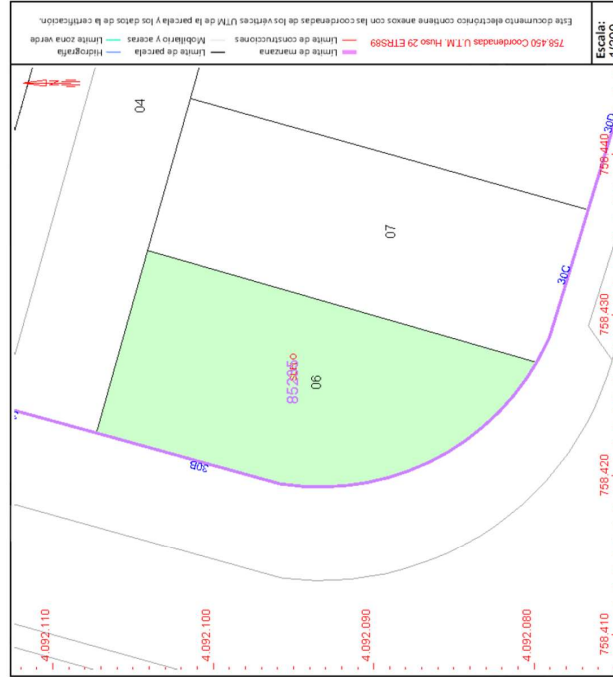 Este documento electrónico contiene anexos con las coordenadas UTM de los vértices de la parcela y los datos de la certificación.
758.450 Coordenadas U.T.M. Huso 29 ETRS89
Límite de manzana
Límite de construcciones
Límite de parcela
Mobiliario y aceras
Límite zona verde
Hidrografía
Escala:
04
07
06
SUELO
30B
30C
30D
4.092.110
4.092.100
4.092.090
4.092.080
758.410
758.420
758.430
758.440